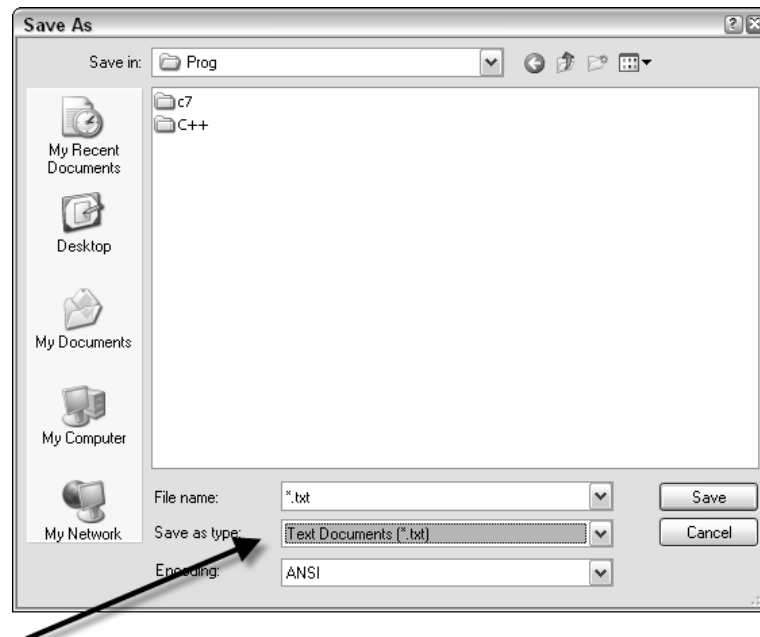 Save As
Save in:
Prog
c7
C++
My Recent
Documents
Desktop
My Documents
My Computer
My Network
File name:
*.txt
Save
Save as type:
Text Documents (*.txt)
Cancel
Encoding:
ANSI